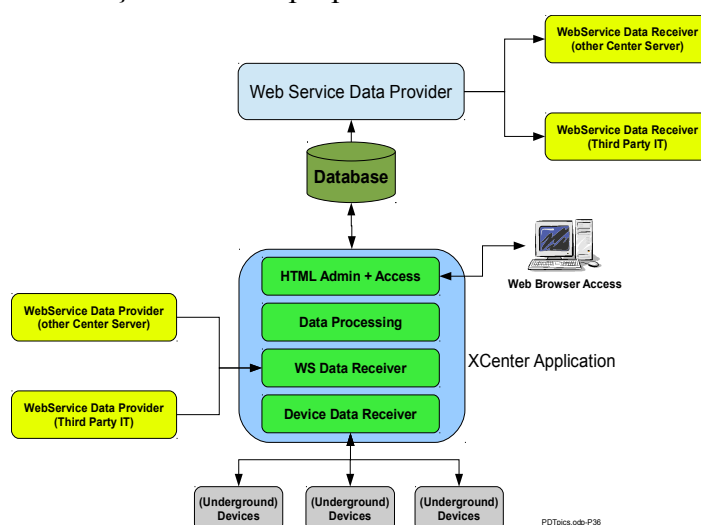 WebService Data Receiver
(other Center Server)
Web Service Data Provider
WebService Data Receiver
(Third Party IT)
Database
HTML Admin + Access
Web Browser Access
WebService Data Provider
(other Center Server)
Data Processing
WS Data Receiver
XCenter Application
WebService Data Provider
(Third Party IT)
Device Data Receiver
(Underground)
Devices
(Underground)
Devices
(Underground)
Devices
PDTpics.odp-P36